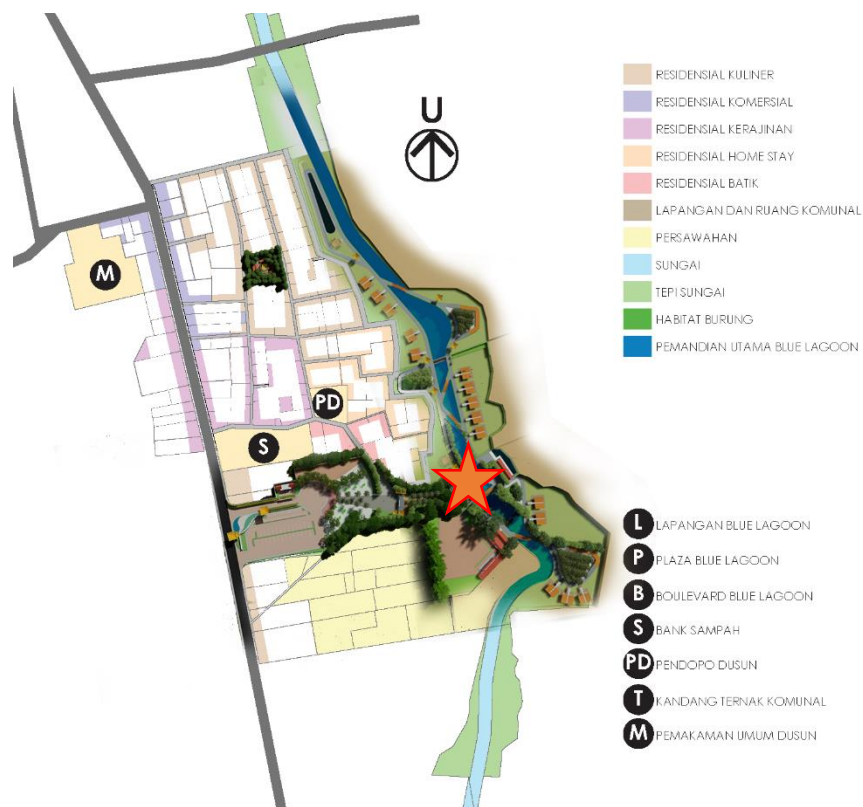 U
RESIDENSIAL KULINER
RESIDENSIAL KOMERSIAL
RESIDENSIAL KERAJINAN
RESIDENSIAL HOME STAY
RESIDENSIAL BATIK
LAPANGAN DAN RUANG KOMUNAL
PERSAWAHAN
SUNGAI
TEPI SUNGAI
HABITAT BURUNG
PEMANDIAN UTAMA BLUE LAGOON
M
PD
S
L LAPANGAN BLUE LAGOON
P PLAZA BLUE LAGOON
B BOULEVARD BLUE LAGOON
S BANK SAMPAH
PD PENDOPO DUSUN
T KANDANG TERNAK KOMUNAL
M PEMAKAMAN UMUM DUSUN